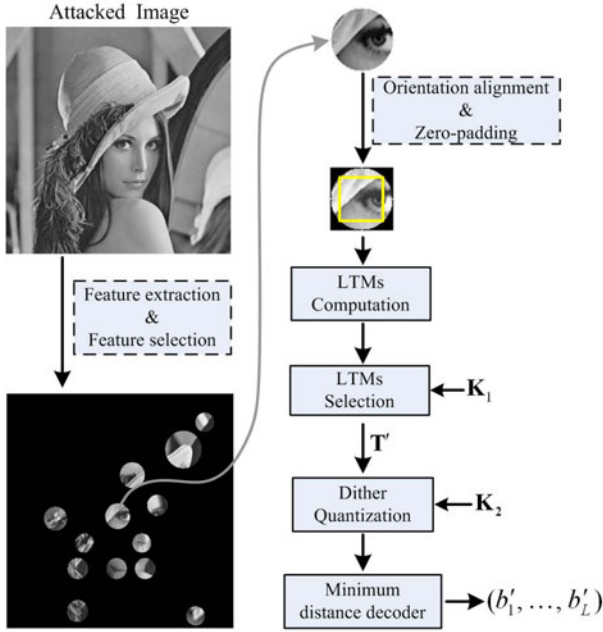 Attacked Image
Feature extraction
&
Feature selection
Orientation alignment
&
Zero-padding
LTMs
Computation
LTMs
Selection
K₁
T′
Dither
Quantization
K₂
Minimum
distance decoder
(b′₁, …, b′L)